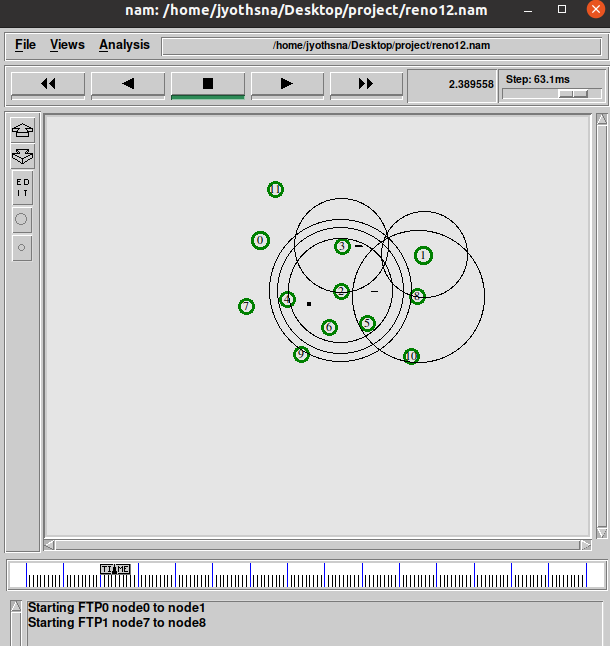 nam: /home/jyothsna/Desktop/project/reno12.nam
File Views Analysis /home/jyothsna/Desktop/project/reno12.nam
2.389558 Step: 63.1ms
E D
I T
11
0
3
1
2
4
8
7
6
5
9
10
TIME
Starting FTP0 node0 to node1
Starting FTP1 node7 to node8